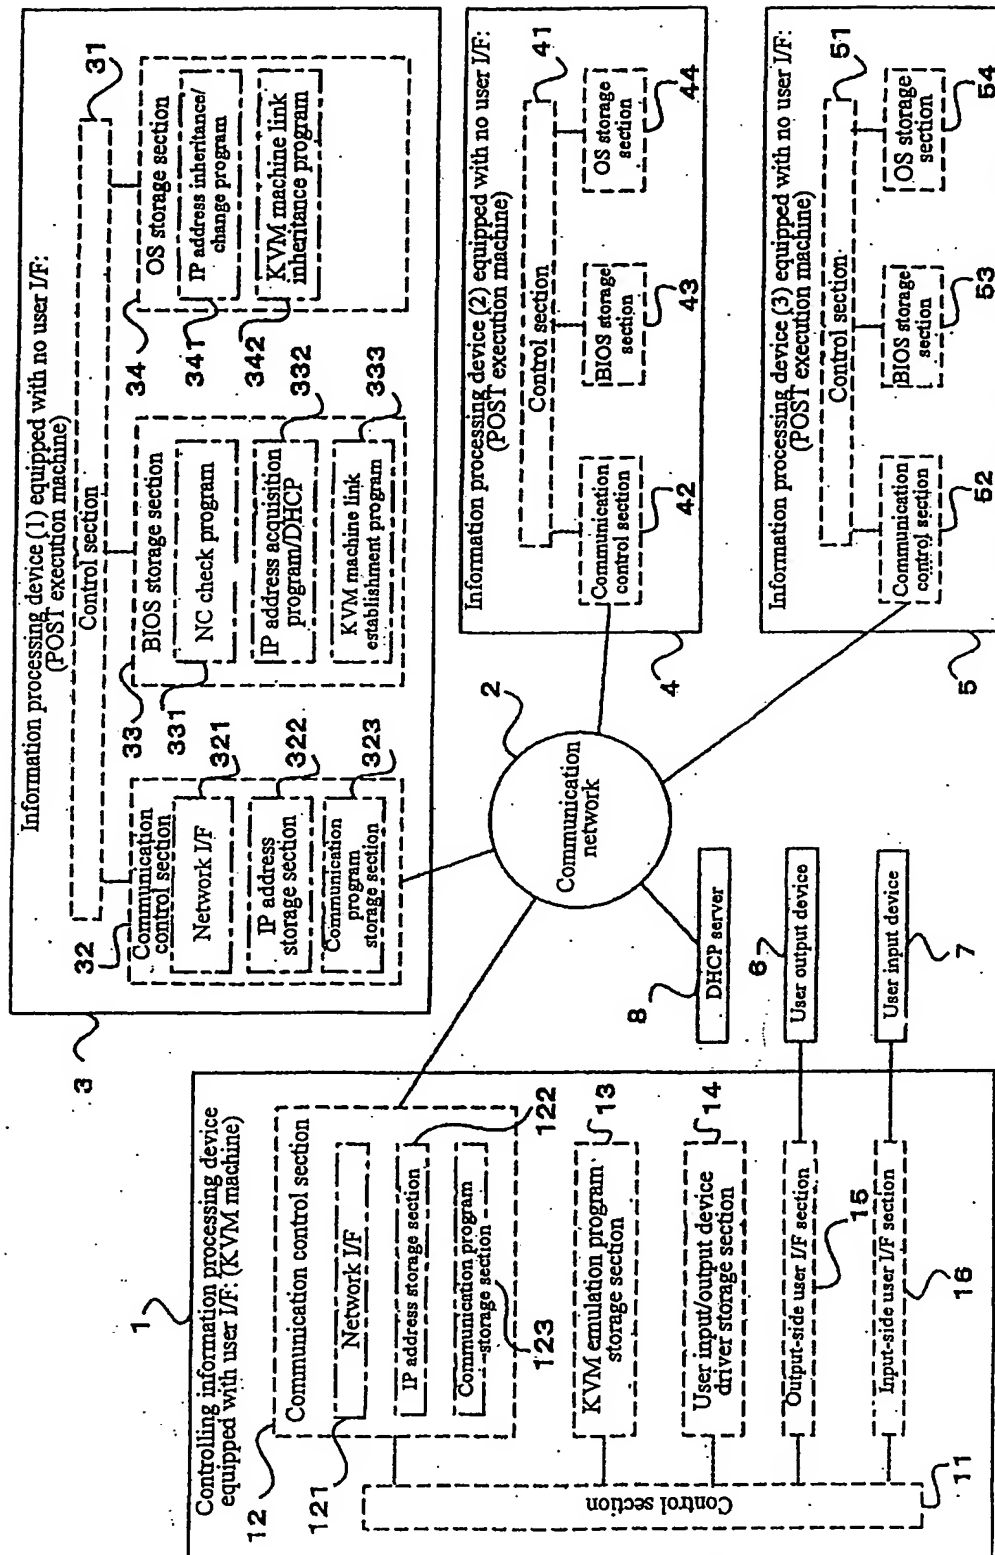 Controlling information processing device
equipped with user I/F: (KVM machine)
1
12
Communication control section
121
Network I/F
IP address storage section
122
Communication program
storage section
123
KVM emulation program
storage section
13
User input/output device
driver storage section
14
Output-side user I/F section
15
Input-side user I/F section
16
Control section
11
2
Communication
network
8
DHCP server
6
User output device
7
User input device
3
Information processing device (1) equipped with no user I/F:
(POST execution machine)
Control section
31
32
Communication
control section
Network I/F
321
IP address
storage section
322
Communication
program
storage section
323
33
BIOS storage section
331
NC check program
IP address acquisition
program/DHCP
332
KVM machine link
establishment program
333
34
OS storage section
341
IP address inheritance/
change program
342
KVM machine link
inheritance program
4
Information processing device (2) equipped with no user I/F:
(POST execution machine)
Control section
41
Communication
control section
42
BIOS storage
section
43
OS storage
section
44
5
Information processing device (3) equipped with no user I/F:
(POST execution machine)
Control section
51
Communication
control section
52
BIOS storage
section
53
OS storage
section
54